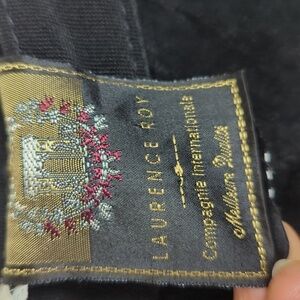 LAURENCE ROY
Compagnie Internationale
Meilleure Qualité